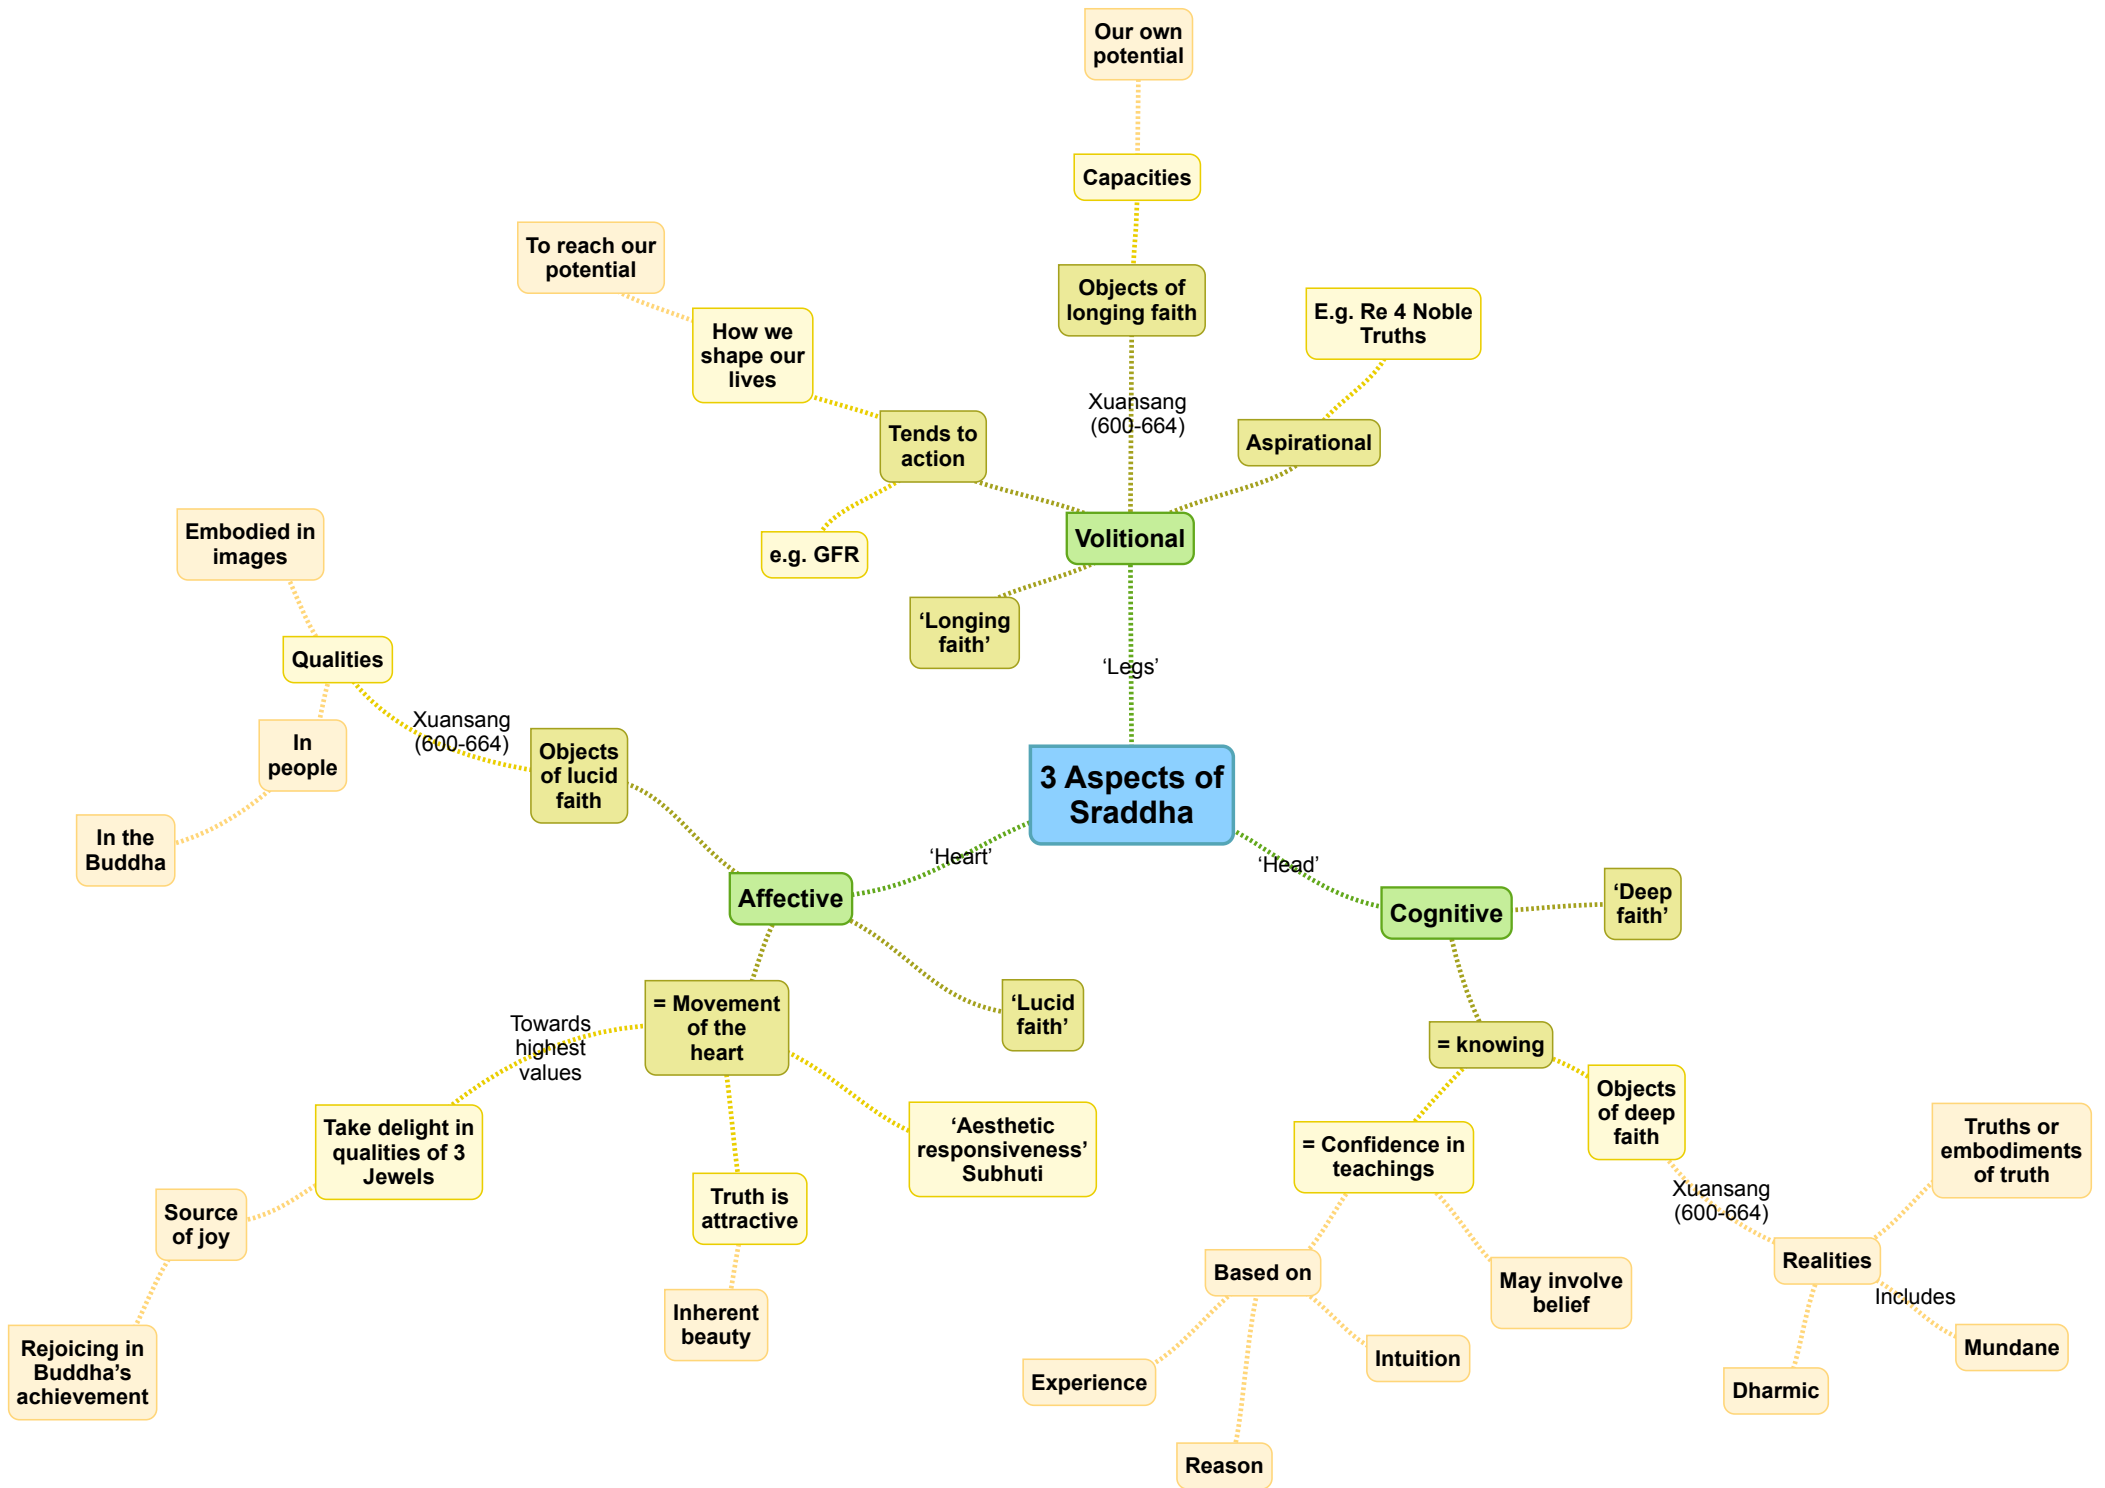 Our own
potential
Capacities
To reach our
potential
Objects of
longing faith
E.g. Re 4 Noble
Truths
How we
shape our
lives
Xuansang
(600-664)
Tends to
action
Aspirational
e.g. GFR
Volitional
Embodied in
images
‘Longing
faith’
Qualities
‘Legs’
Xuansang
(600-664)
In
people
Objects
of lucid
faith
3 Aspects of
Sraddha
In the
Buddha
‘Heart’
‘Head’
Affective
Cognitive
‘Deep
faith’
= Movement
of the
heart
‘Lucid
faith’
= knowing
Towards
highest
values
Objects
of deep
faith
Take delight in
qualities of 3
Jewels
‘Aesthetic
responsiveness’
Subhuti
= Confidence in
teachings
Truths or
embodiments
of truth
Truth is
attractive
Xuansang
(600-664)
Source
of joy
Based on
May involve
belief
Realities
Includes
Inherent
beauty
Rejoicing in
Buddha’s
achievement
Intuition
Mundane
Experience
Dharmic
Reason